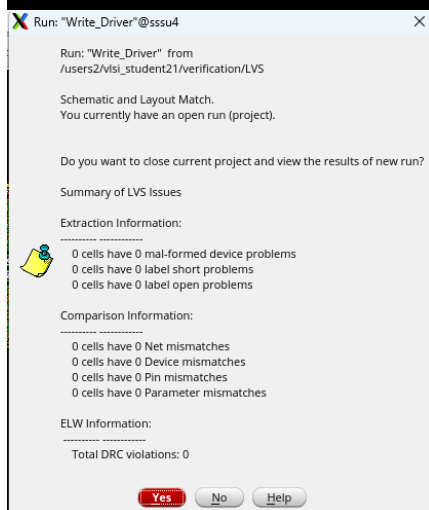 Run: "Write_Driver"@sssu4
Run: "Write_Driver" from
/users2/vlsi_student21/verification/LVS
Schematic and Layout Match.
You currently have an open run (project).
Do you want to close current project and view the results of new run?
Summary of LVS Issues
Extraction Information:
---------- ------------
0 cells have 0 mal-formed device problems
0 cells have 0 label short problems
0 cells have 0 label open problems
Comparison Information:
---------- ------------
0 cells have 0 Net mismatches
0 cells have 0 Device mismatches
0 cells have 0 Pin mismatches
0 cells have 0 Parameter mismatches
ELW Information:
---------- ------------
Total DRC violations: 0
Yes No Help